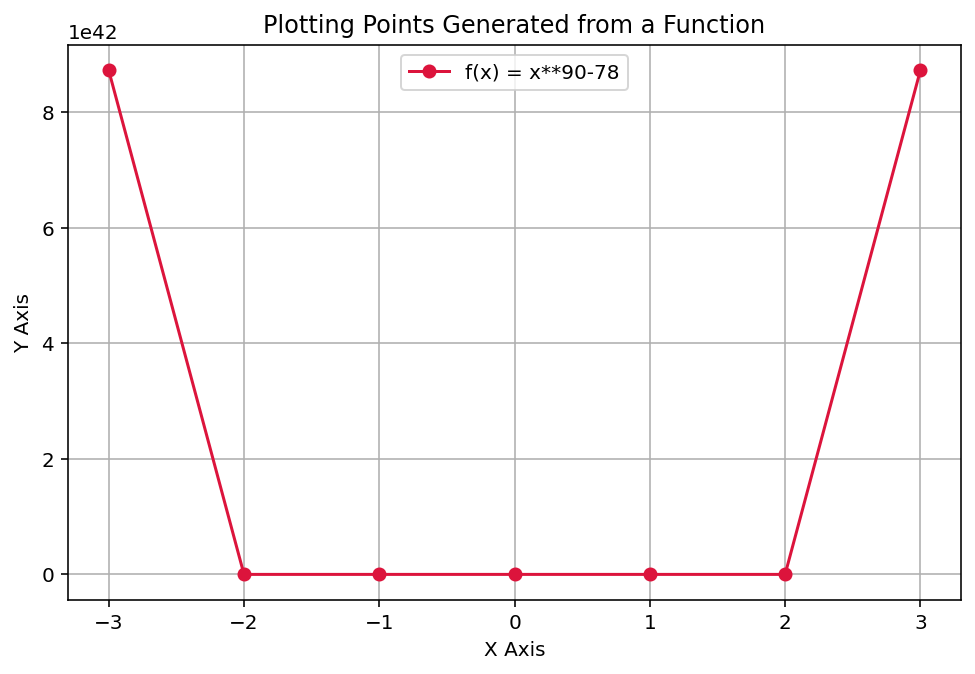 Plotting Points Generated from a Function
1e42
f(x) = x**90-78
8
6
4
2
0
Y Axis
−3 −2 −1 0 1 2 3
X Axis